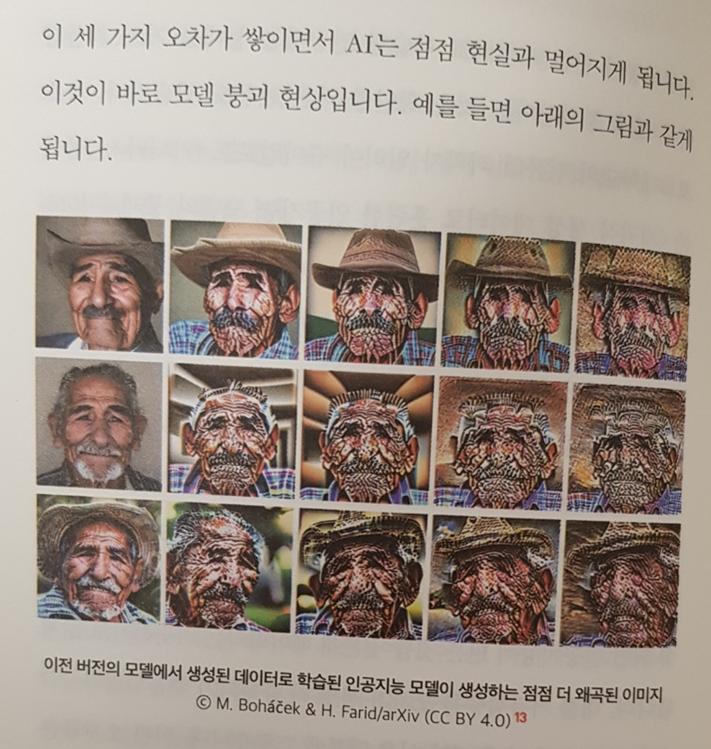 이 세 가지 오차가 쌓이면서 AI는 점점 현실과 멀어지게 됩니다.
이것이 바로 모델 붕괴 현상입니다. 예를 들면 아래의 그림과 같게
됩니다.
이전 버전의 모델에서 생성된 데이터로 학습된 인공지능 모델이 생성하는 점점 더 왜곡된 이미지
© M. Boháček & H. Farid/arXiv (CC BY 4.0) 13